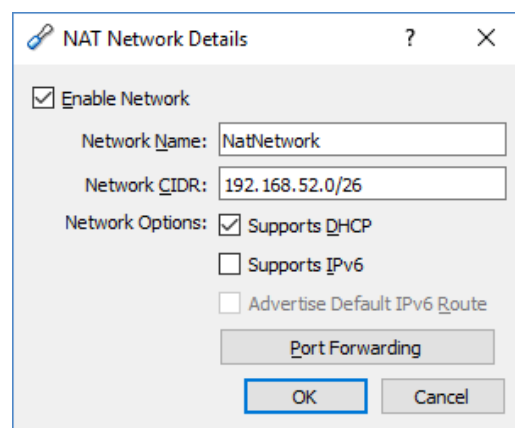 NAT Network Details ? X
Enable Network
Network Name: NatNetwork
Network CIDR: 192.168.52.0/26
Network Options: Supports DHCP
Supports IPv6
Advertise Default IPv6 Route
Port Forwarding
OK Cancel